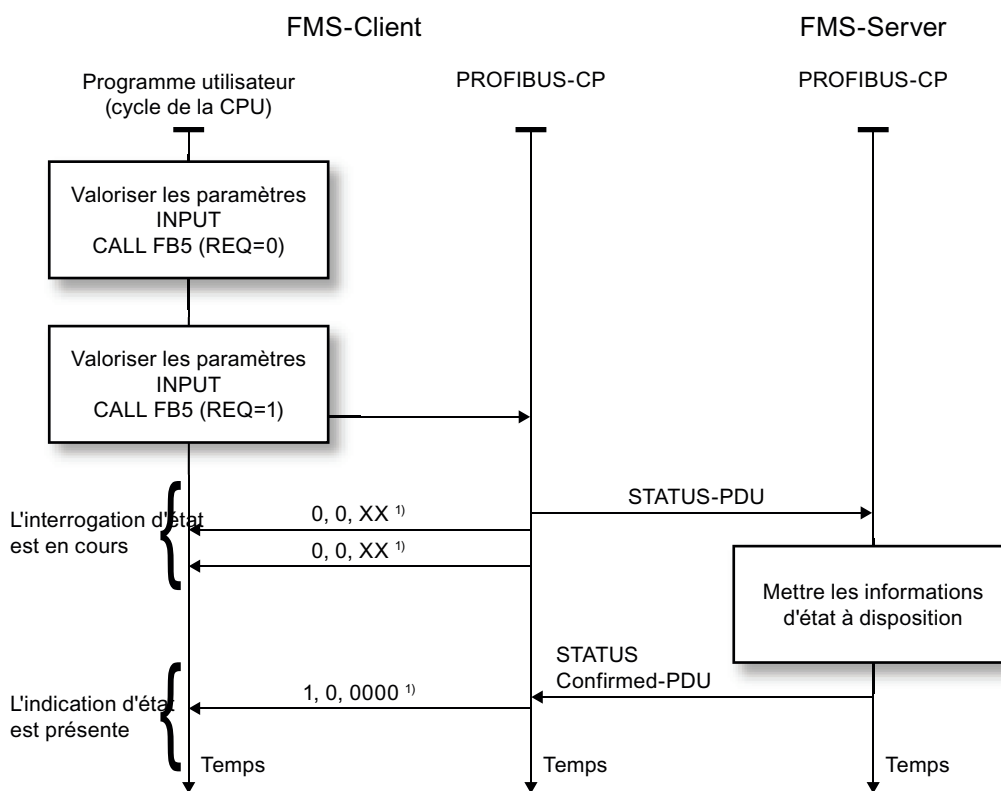 FMS-Client
FMS-Server
Programme utilisateur
(cycle de la CPU)
PROFIBUS-CP
PROFIBUS-CP
Valoriser les paramètres
INPUT
CALL FB5 (REQ=0)
Valoriser les paramètres
INPUT
CALL FB5 (REQ=1)
STATUS-PDU
L'interrogation d'état
est en cours
0, 0, XX 1)
0, 0, XX 1)
Mettre les informations
d'état à disposition
STATUS
Confirmed-PDU
L'indication d'état
est présente
1, 0, 0000 1)
Temps
Temps
Temps